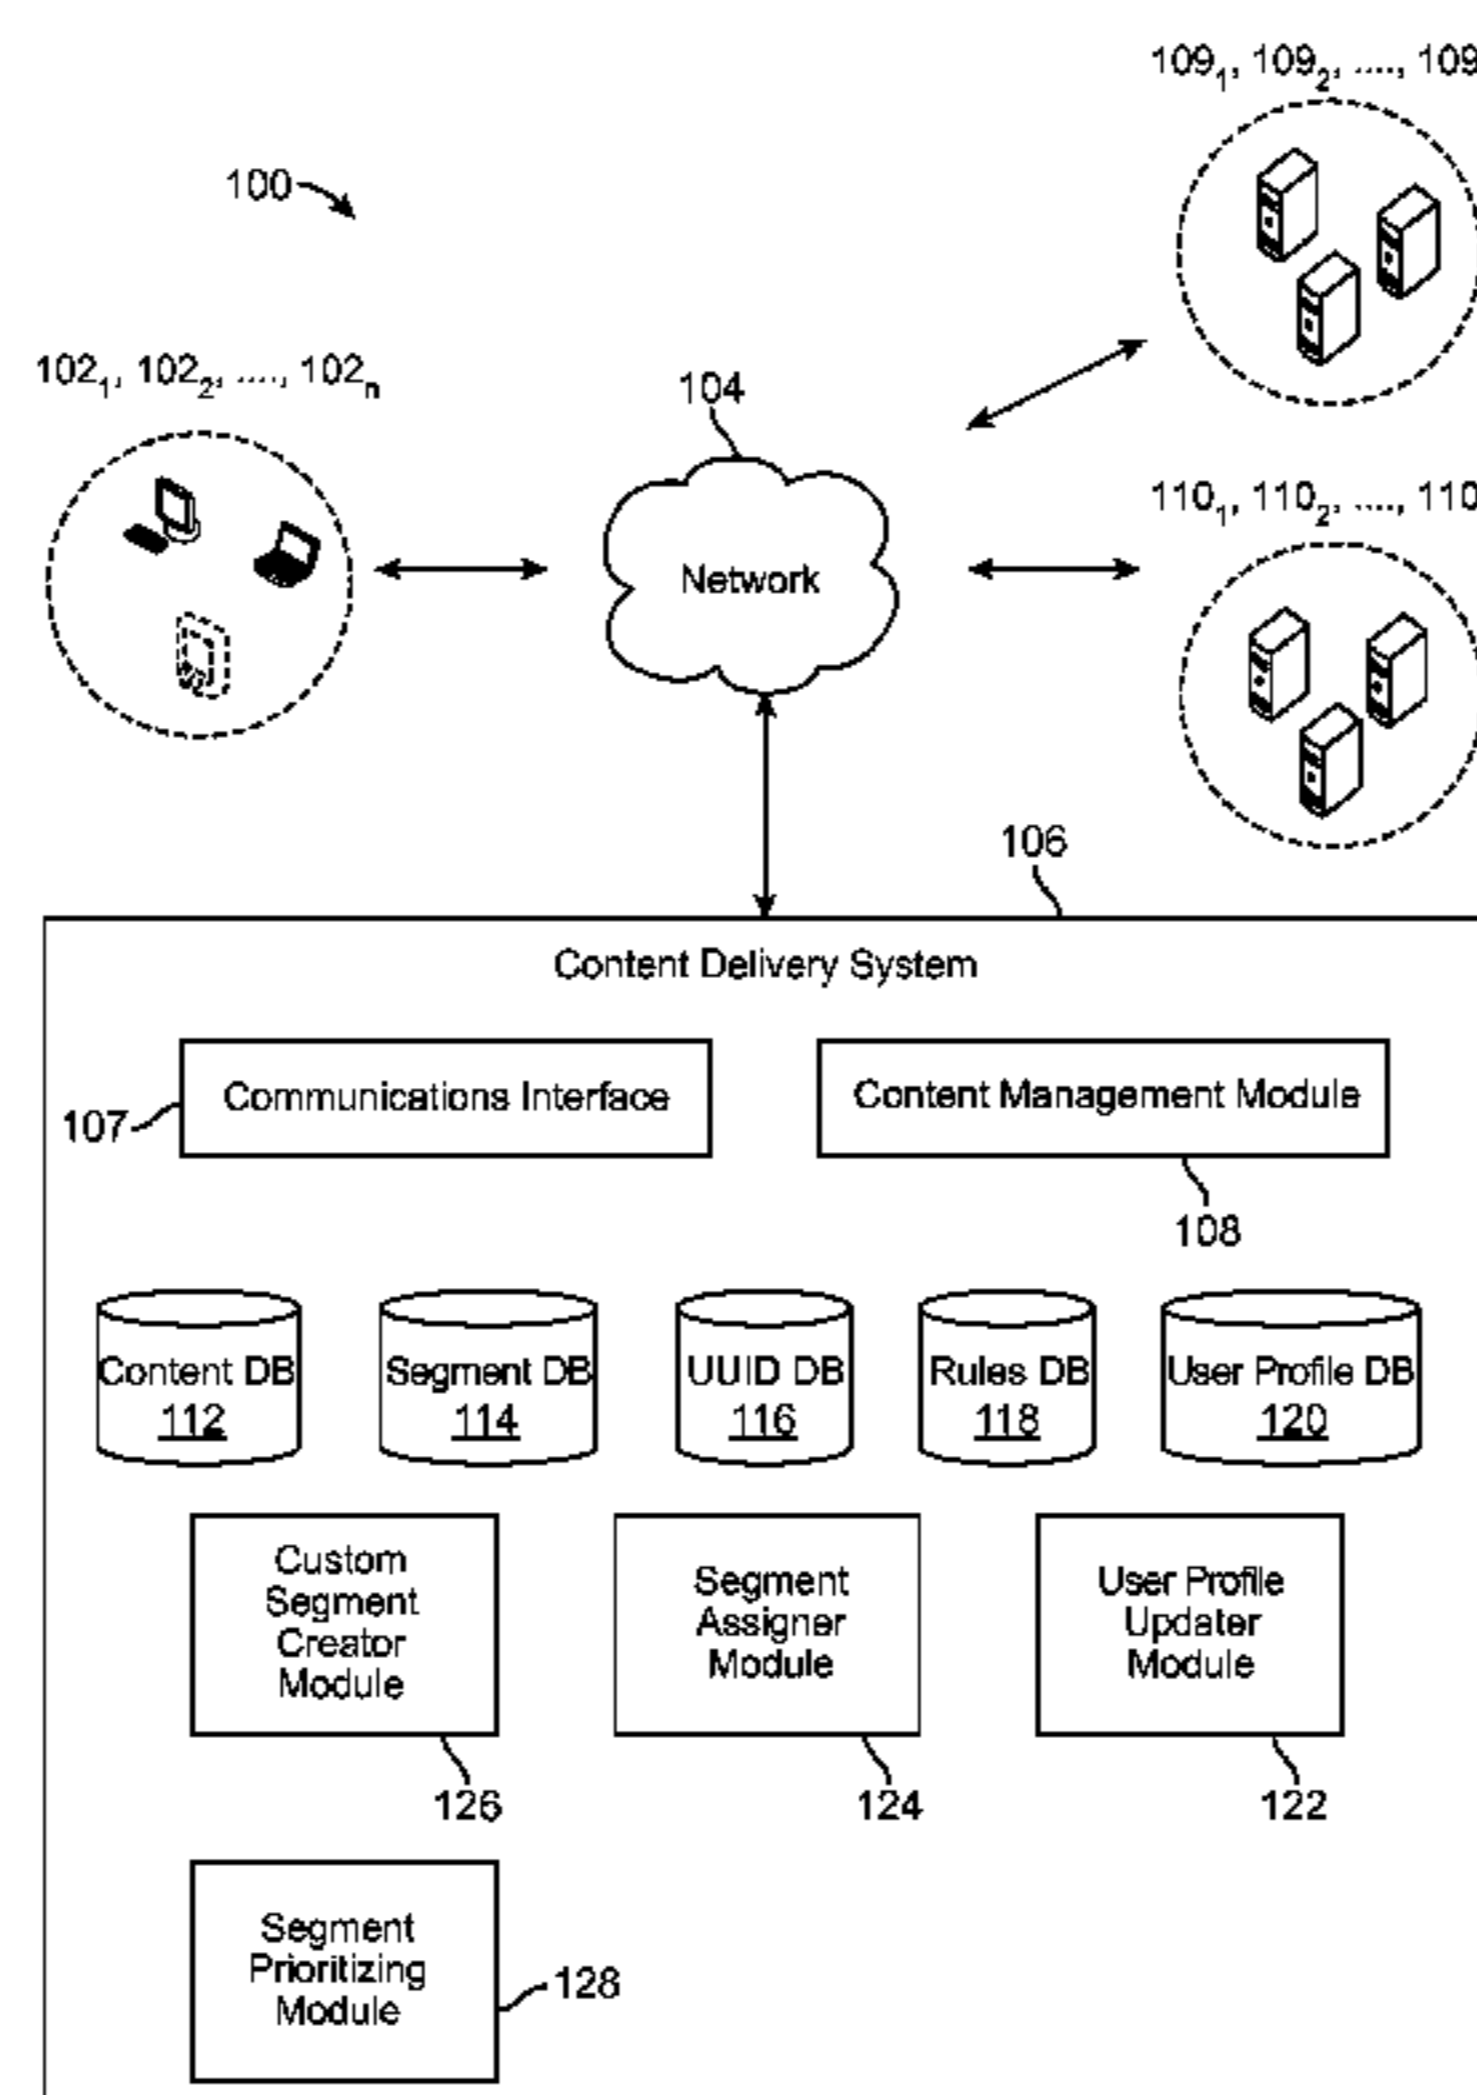 109₁, 109₂, ...., 109
100
102₁, 102₂, ...., 102ₙ
104
Network
110₁, 110₂, ...., 110
106
Content Delivery System
Communications Interface
107
Content Management Module
108
Content DB
112
Segment DB
114
UUID DB
116
Rules DB
118
User Profile DB
120
Custom
Segment
Creator
Module
126
Segment
Assigner
Module
124
User Profile
Updater
Module
122
Segment
Prioritizing
Module
128